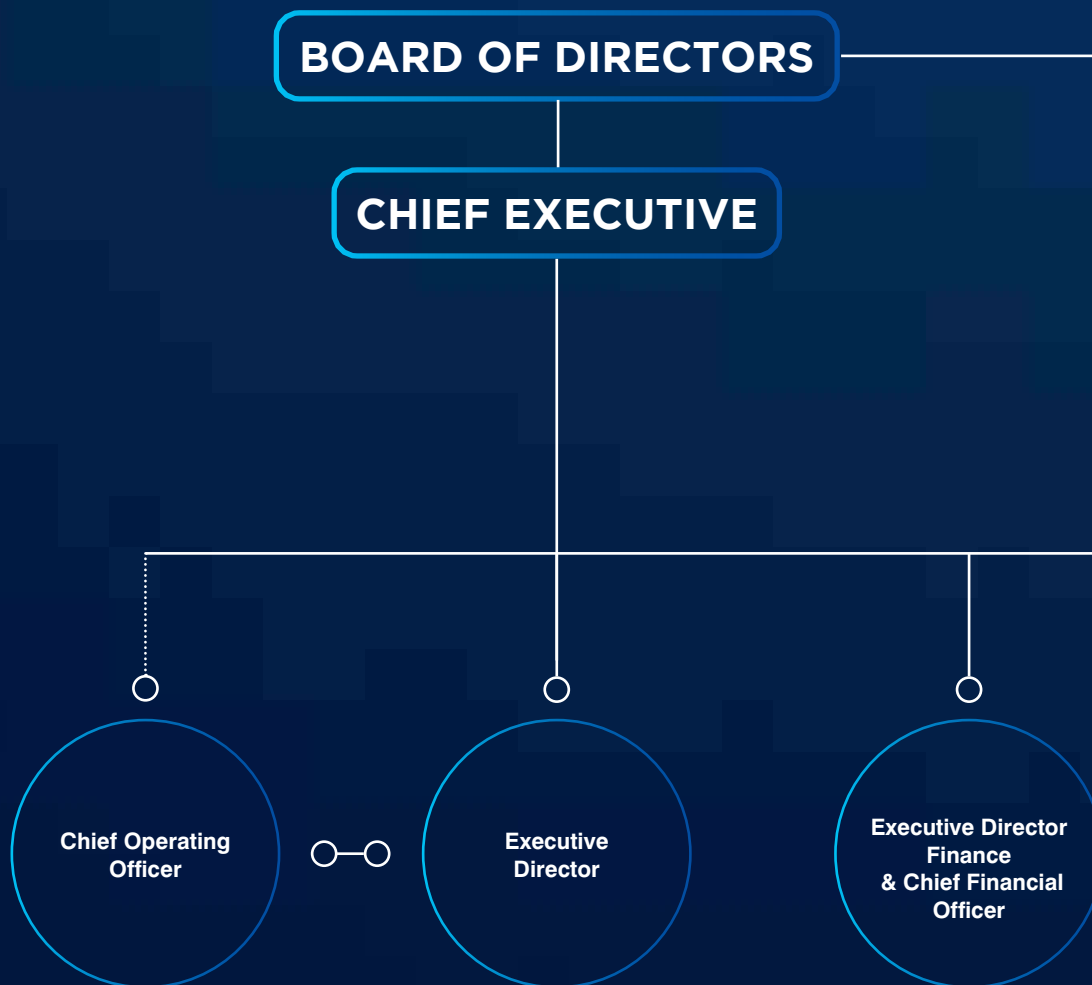 BOARD OF DIRECTORS
CHIEF EXECUTIVE
Chief Operating
Officer
Executive
Director
Executive Director
Finance
& Chief Financial
Officer